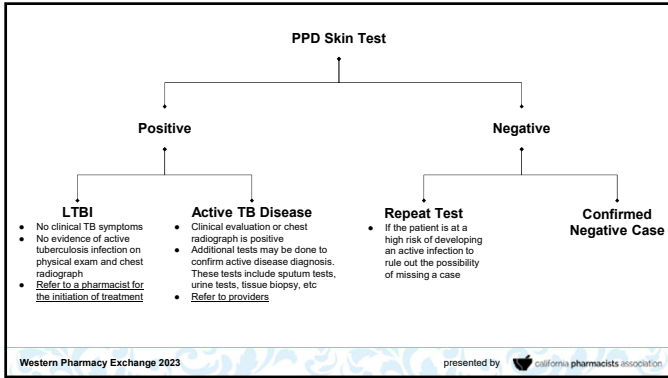 PPD Skin Test
Positive
Negative
LTBI
● No clinical TB symptoms
● No evidence of active
tuberculosis infection on
physical exam and chest
radiograph
● Refer to a pharmacist for
the initiation of treatment
Active TB Disease
● Clinical evaluation or chest
radiograph is positive
● Additional tests may be done to
confirm active disease diagnosis.
These tests include sputum tests,
urine tests, tissue biopsy, etc
● Refer to providers
Repeat Test
● If the patient is at a
high risk of developing
an active infection to
rule out the possibility
of missing a case
Confirmed
Negative Case
Western Pharmacy Exchange 2023
presented by
california pharmacists association